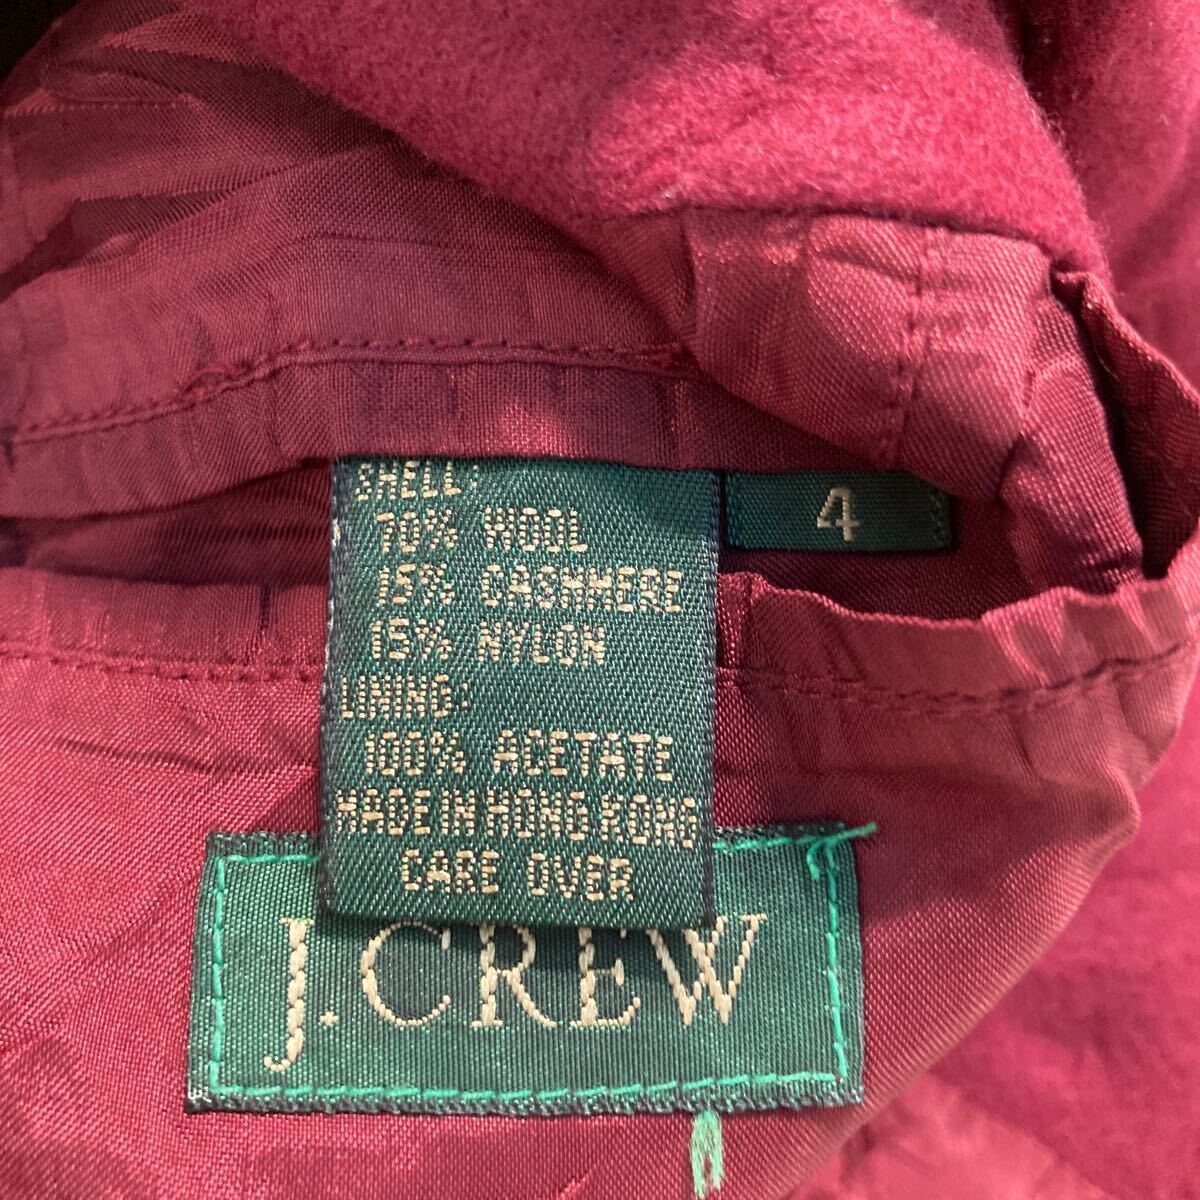 SHELL:
70% WOOL
15% CASHMERE
15% NYLON
LINING:
100% ACETATE
MADE IN HONG KONG
CARE OVER
4
J.CREW